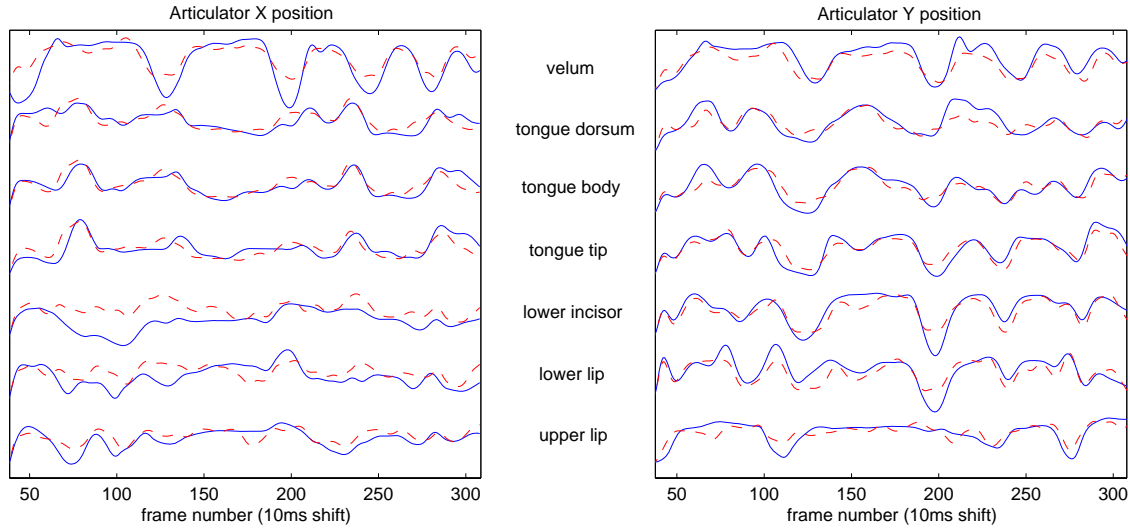 Articulator X position
Articulator Y position
velum
tongue dorsum
tongue body
tongue tip
lower incisor
lower lip
upper lip
50 100 150 200 250 300
50 100 150 200 250 300
frame number (10ms shift)
frame number (10ms shift)